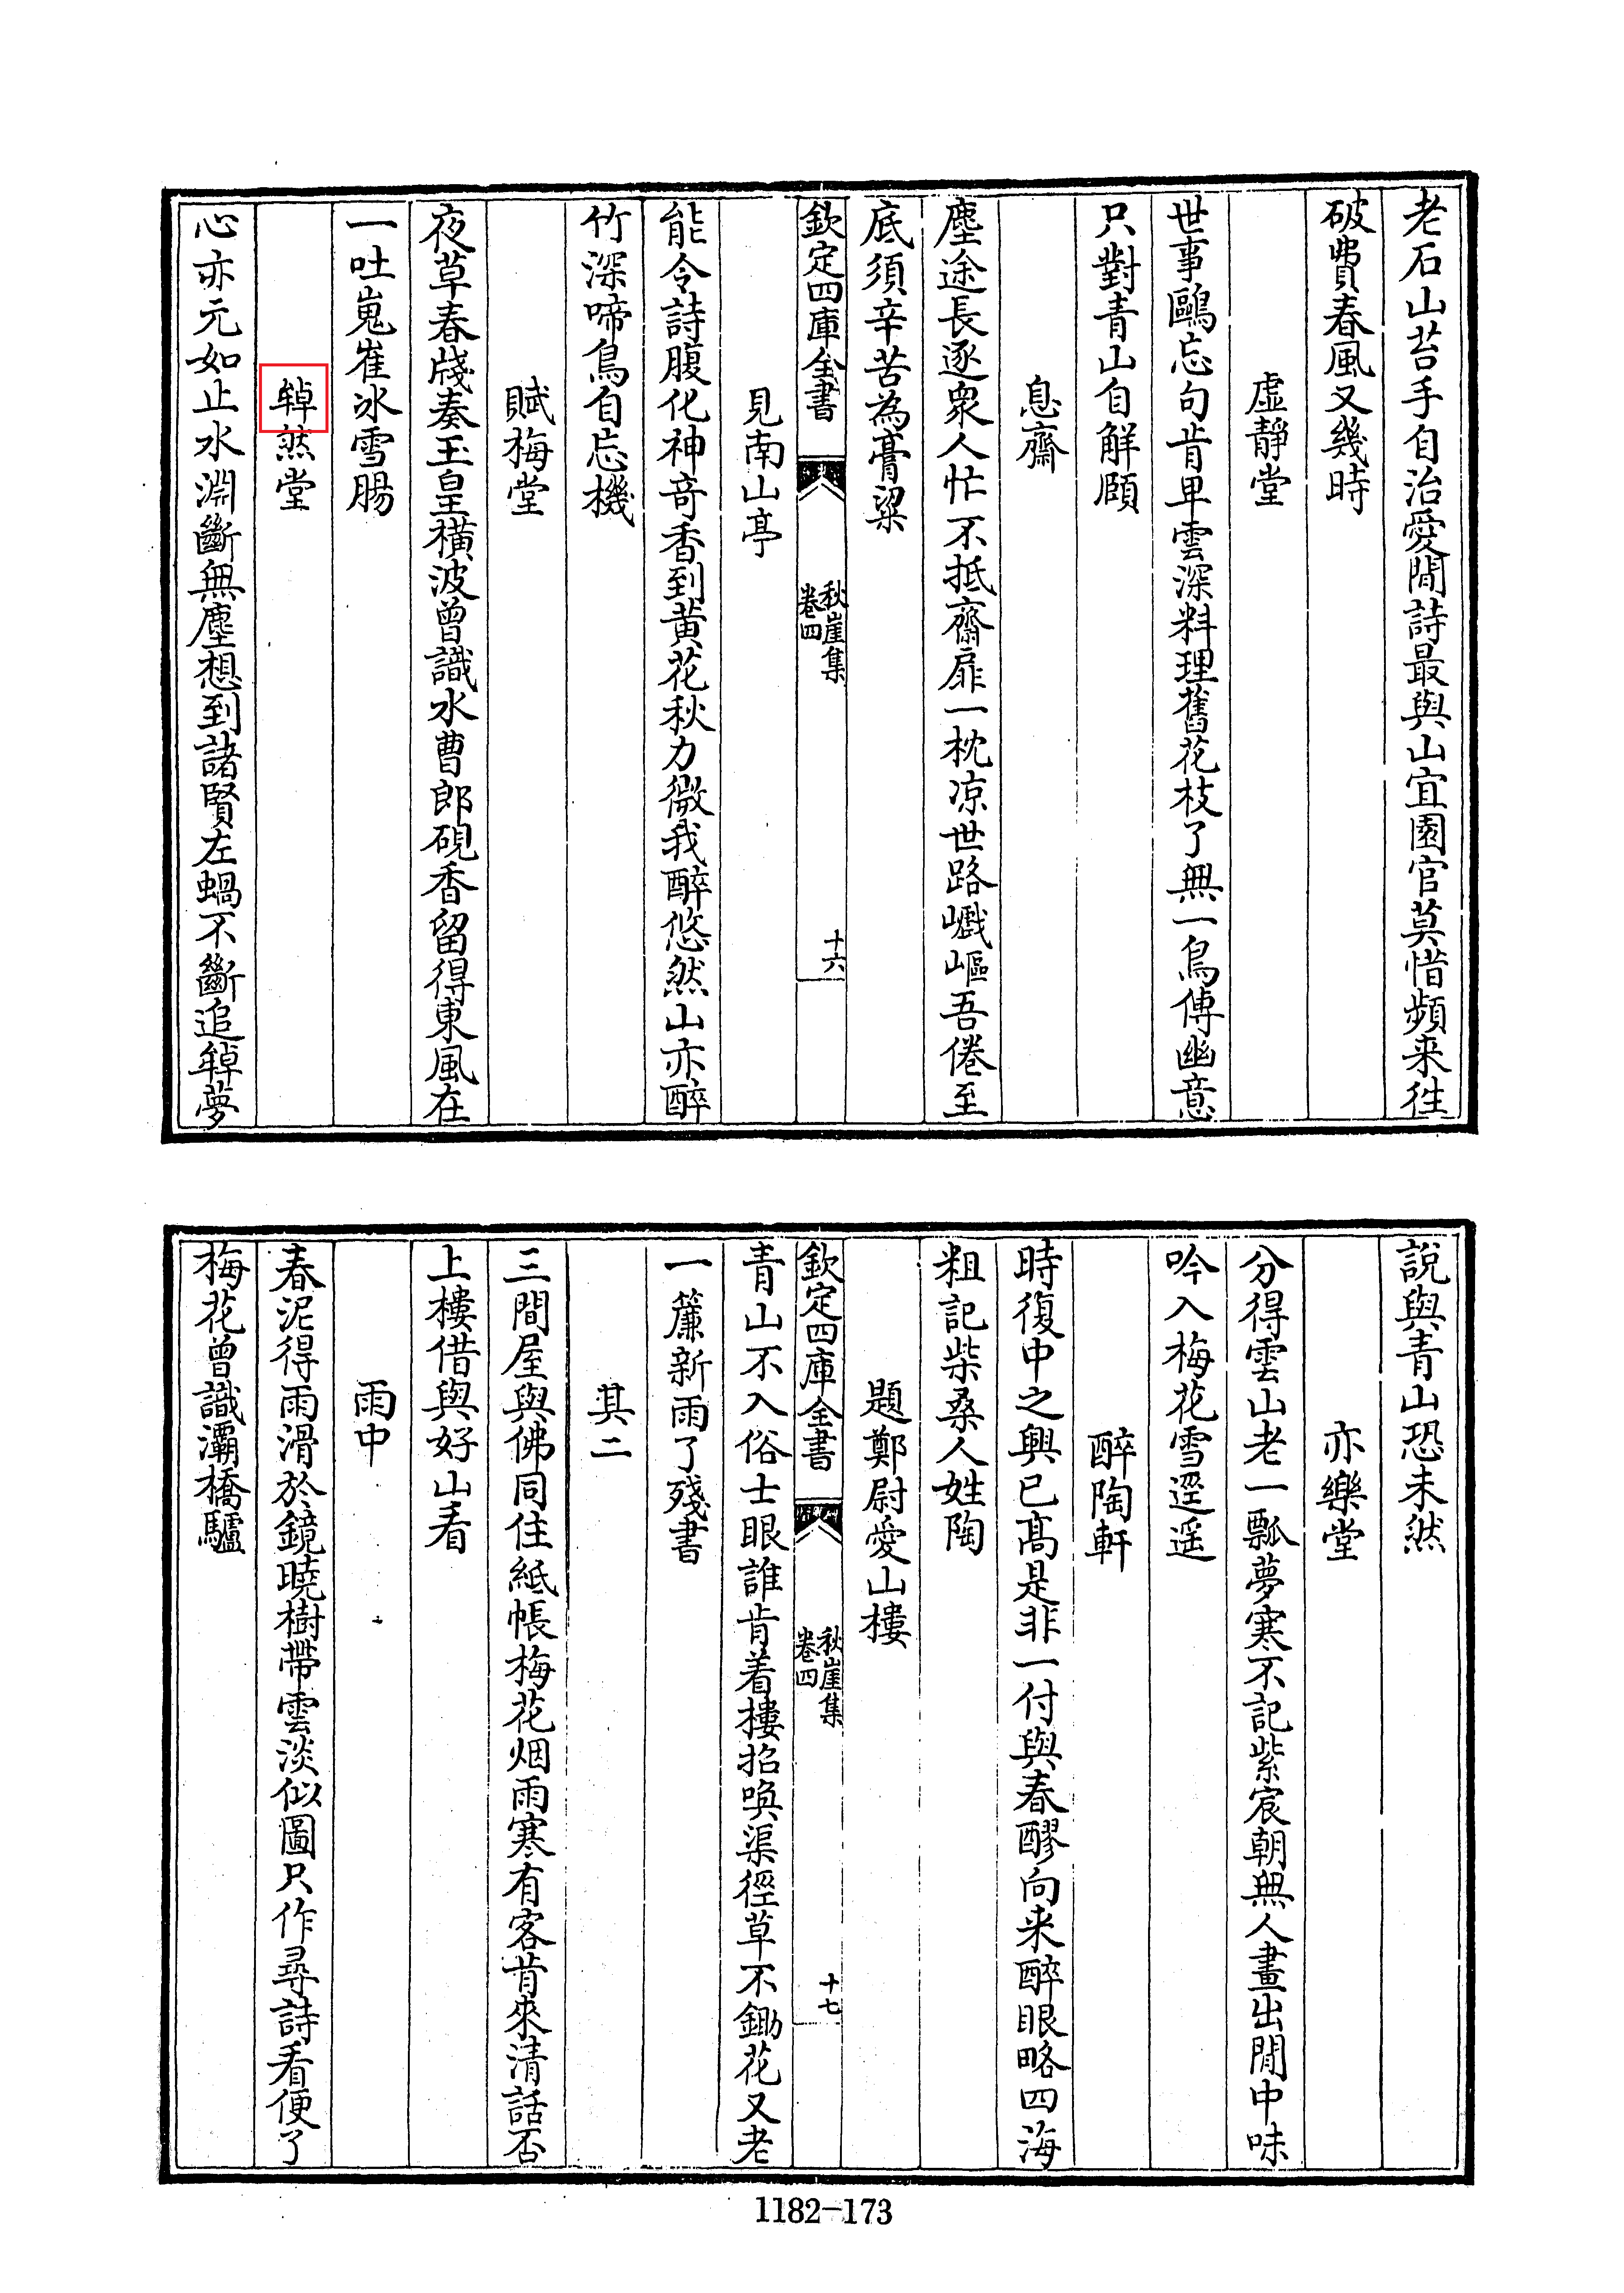 老石山苔手自治愛閒詩最與山宜園官莫惜頻来徃
破費春風又幾時
虛靜堂
世事鷗忘句肯卑雲深料理舊花枝了無一鳥傳幽意
只對青山自解頤
息齋
塵途長逐衆人忙不抵齋扉一枕凉世路巇嶇吾倦至
底須辛苦為膏粱
欽定四庫全書
秋崖集
卷四
十六
見南山亭
能令詩腹化神竒香到黄花秋力微我醉悠然山亦醉
竹深啼鳥自忘機
賦梅堂
夜草春牋奏玉皇橫波曾識水曹郎硯香留得東風在
一吐嵬崔冰雪腸
然堂
心亦元如止水淵斷無塵想到諸賢左蝸不斷追夢
說與青山恐未然
亦樂堂
分得雲山老一瓢夢寒不記紫宸朝無人畫出閒中味
吟入梅花雪逕遥
醉陶軒
時復中之興已髙是非一付與春醪向来醉眼略四海
粗記柴桑人姓陶
題鄭尉愛山樓
欽定四庫全書
秋崖集
卷四
十七
青山不入俗士眼誰肯着樓招喚渠徑草不鋤花又老
一簾新雨了殘書
其二
三間屋與佛同住紙帳梅花烟雨寒有客肯來清話否
上樓借與好山看
雨中
春泥得雨滑於鏡曉樹帶雲淡似圖只作尋詩看便了
梅花曾識灞橋驢
1182-173